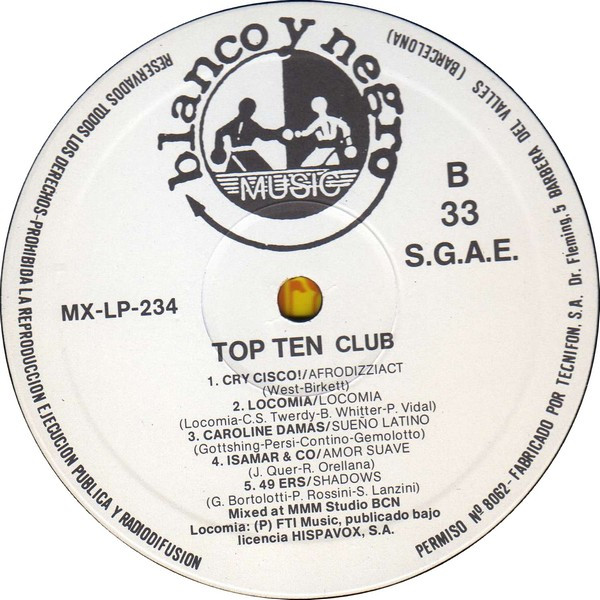 blanco y negro
MUSIC
B
33
S.G.A.E.
MX-LP-234
TOP TEN CLUB
1. CRY CISCO!/AFRODIZZIACT
(West-Birkett)
2. LOCOMIA/LOCOMIA
(Locomia-C.S. Twerdy-B. Whitter-P. Vidal)
3. CAROLINE DAMAS/SUEÑO LATINO
(Gottshing-Persi-Contino-Gemolotto)
4. ISAMAR & CO/AMOR SUAVE
(J. Quer-R. Orellana)
5. 49 ERS/SHADOWS
(G. Bortolotti-P. Rossini-S. Lanzini)
Mixed at MMM Studio BCN
Locomia: (P) FTI Music, publicado bajo
licencia HISPAVOX, S.A.
RESERVADOS TODOS LOS DERECHOS-PROHIBIDA LA REPRODUCCION EJECUCIÓN PUBLICA Y RADIODIFUSION
PERMISO Nº 8062- FABRICADO POR TECNIFON, S.A. Dr. Fleming, 5 BARBERA DEL VALLES (BARCELONA)